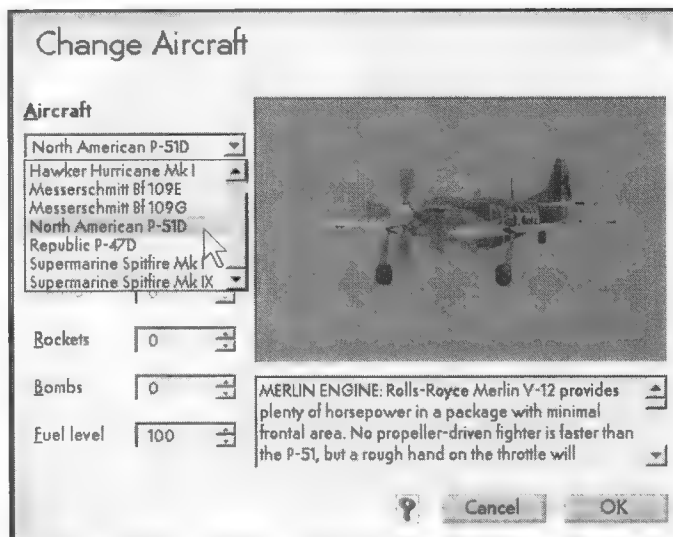 Change Aircraft
Aircraft
North American P-51D
Hawker Hurricane Mk I
Messerschmitt Bf 109E
Messerschmitt Bf 109G
North American P-51D
Republic P-47D
Supermarine Spitfire Mk
Supermarine Spitfire Mk IX
Rockets 0
Bombs 0
Fuel level 100
MERLIN ENGINE: Rolls-Royce Merlin V-12 provides
plenty of horsepower in a package with minimal
frontal area. No propeller-driven fighter is faster than
the P-51, but a rough hand on the throttle will
? Cancel OK